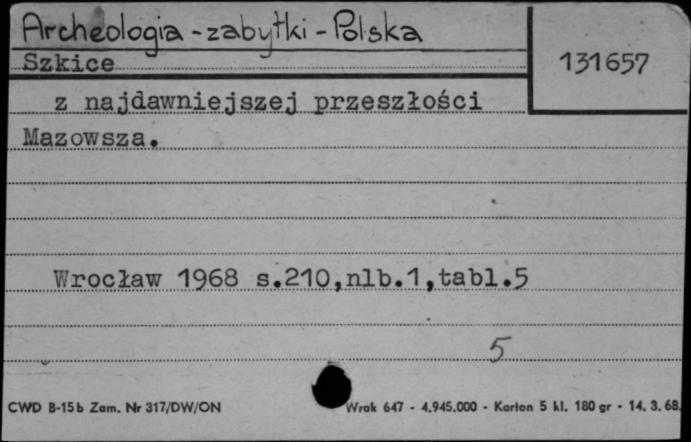 Archeologia - zabytki - Polska
Szkice
131657
z najdawniejszej przeszłości
Mazowsza.
Wrocław 1968 s.210,nlb.1,tabl.5
5
CWD B-15b Zam. Nr 317/DW/ON Wrak 647 - 4.945.000 - Karton 5 kl. 180 gr - 14. 3. 68.